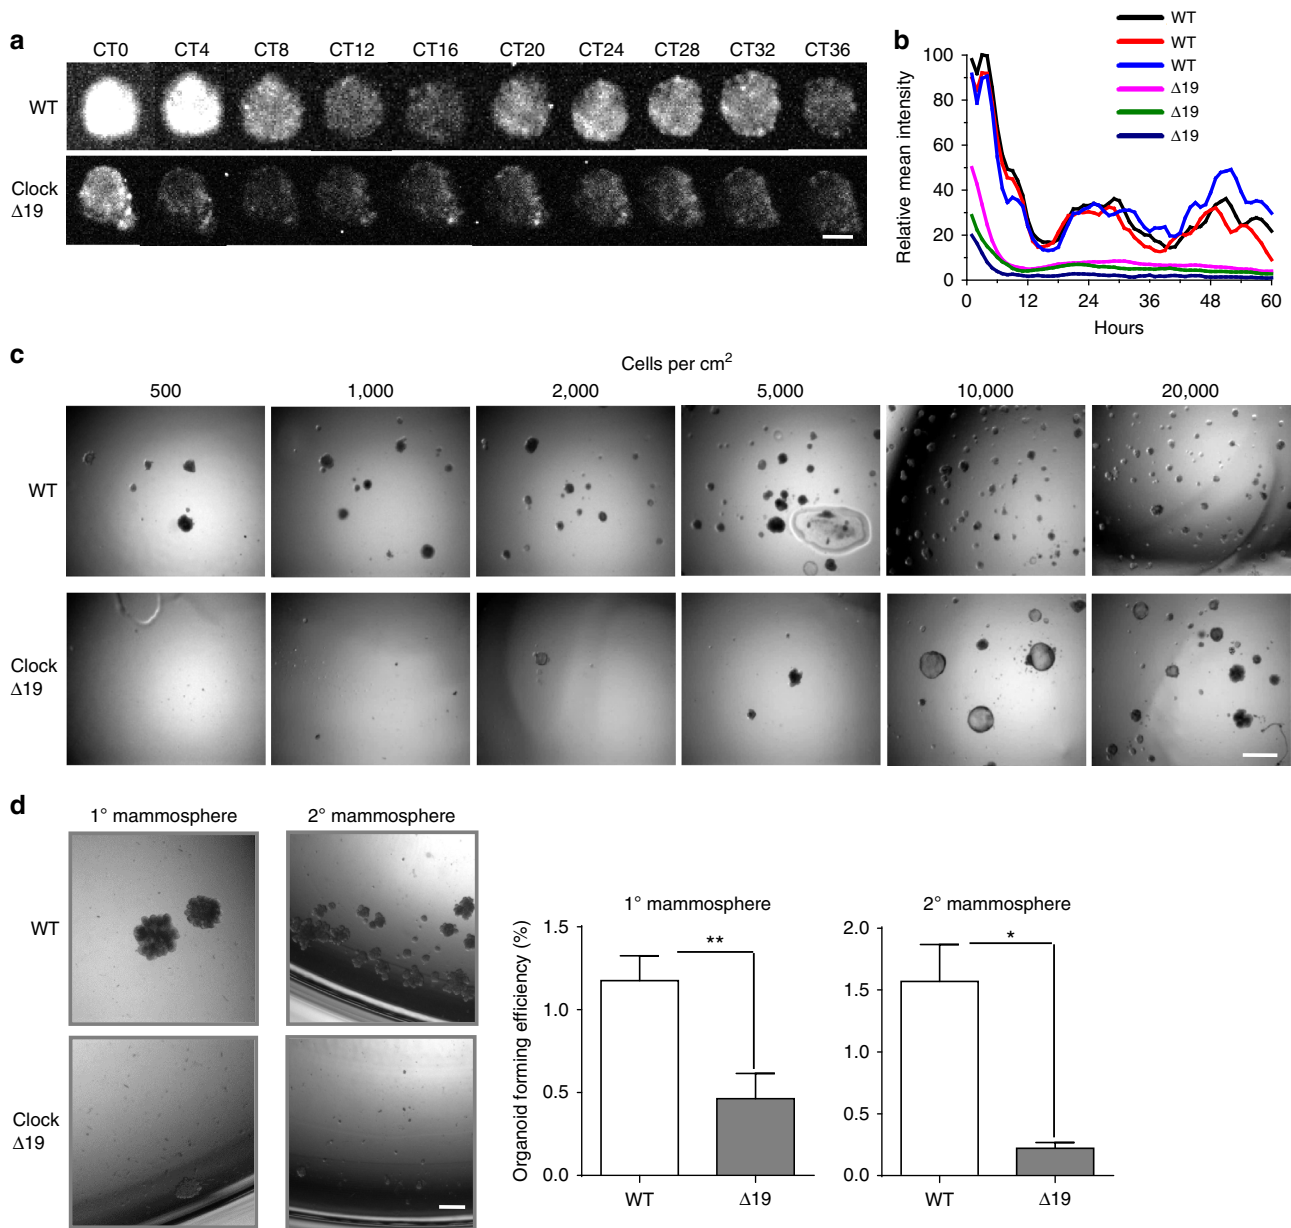 a
CT0 CT4 CT8 CT12 CT16 CT20 CT24 CT28 CT32 CT36
WT
Clock
Δ19
b
WT
WT
WT
Δ19
Δ19
Δ19
Relative mean intensity
100
80
60
40
20
0
0 12 24 36 48 60
Hours
c
Cells per cm²
500 1,000 2,000 5,000 10,000 20,000
WT
Clock
Δ19
d
1° mammosphere 2° mammosphere
WT
Clock
Δ19
Organoid forming efficiency (%)
1° mammosphere
1.5
1.0
0.5
0.0
**
WT Δ19
2° mammosphere
2.0
1.5
1.0
0.5
0.0
*
WT Δ19